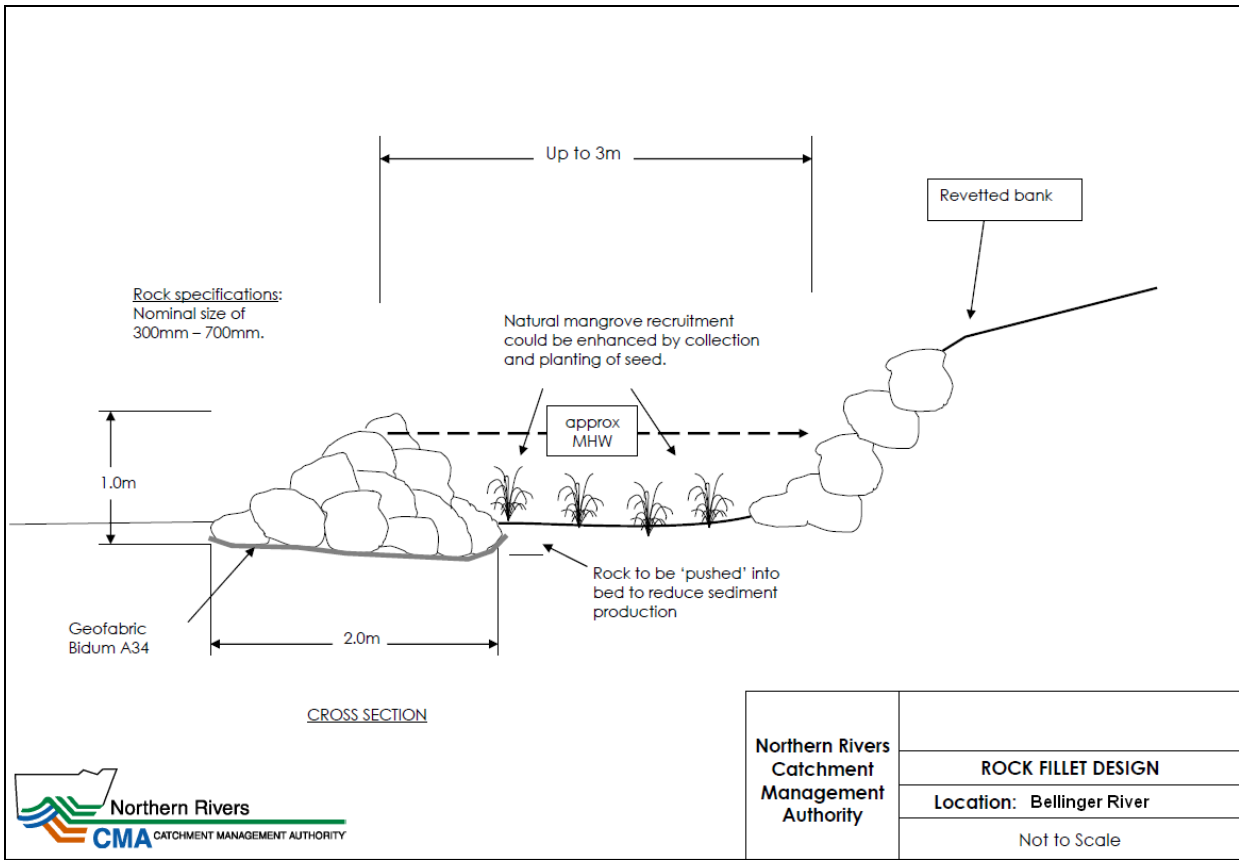 Up to 3m
Revetted bank
Rock specifications:
Nominal size of
300mm – 700mm.
Natural mangrove recruitment
could be enhanced by collection
and planting of seed.
approx
MHW
1.0m
Rock to be ‘pushed’ into
bed to reduce sediment
production
Geofabric
Bidum A34
2.0m
CROSS SECTION
Northern Rivers
CMA CATCHMENT MANAGEMENT AUTHORITY
Northern Rivers
Catchment
Management
Authority
ROCK FILLET DESIGN
Location: Bellinger River
Not to Scale